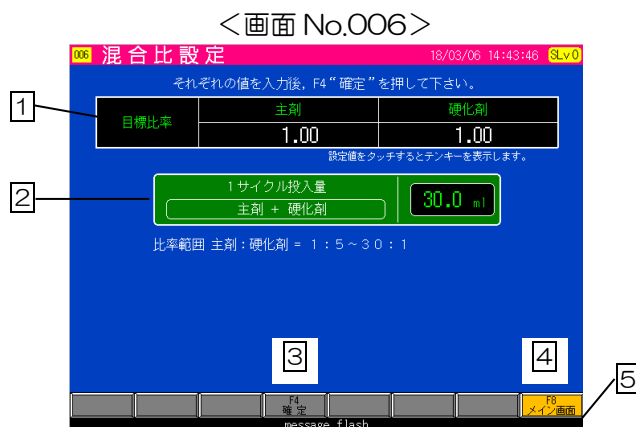 ＜画面 No.006＞
006 混合比設定 18/03/06 14:43:46 SLv0
それぞれの値を入力後, F4“確定”を押して下さい。
1
目標比率 主剤 硬化剤
1.00 1.00
設定値をタッチするとテンキーを表示します。
2
1サイクル投入量
主剤 + 硬化剤 30.0 ml
比率範囲 主剤：硬化剤 = 1：5～30：1
3 4
5
F4 F8
確定 メイン画面
message flash